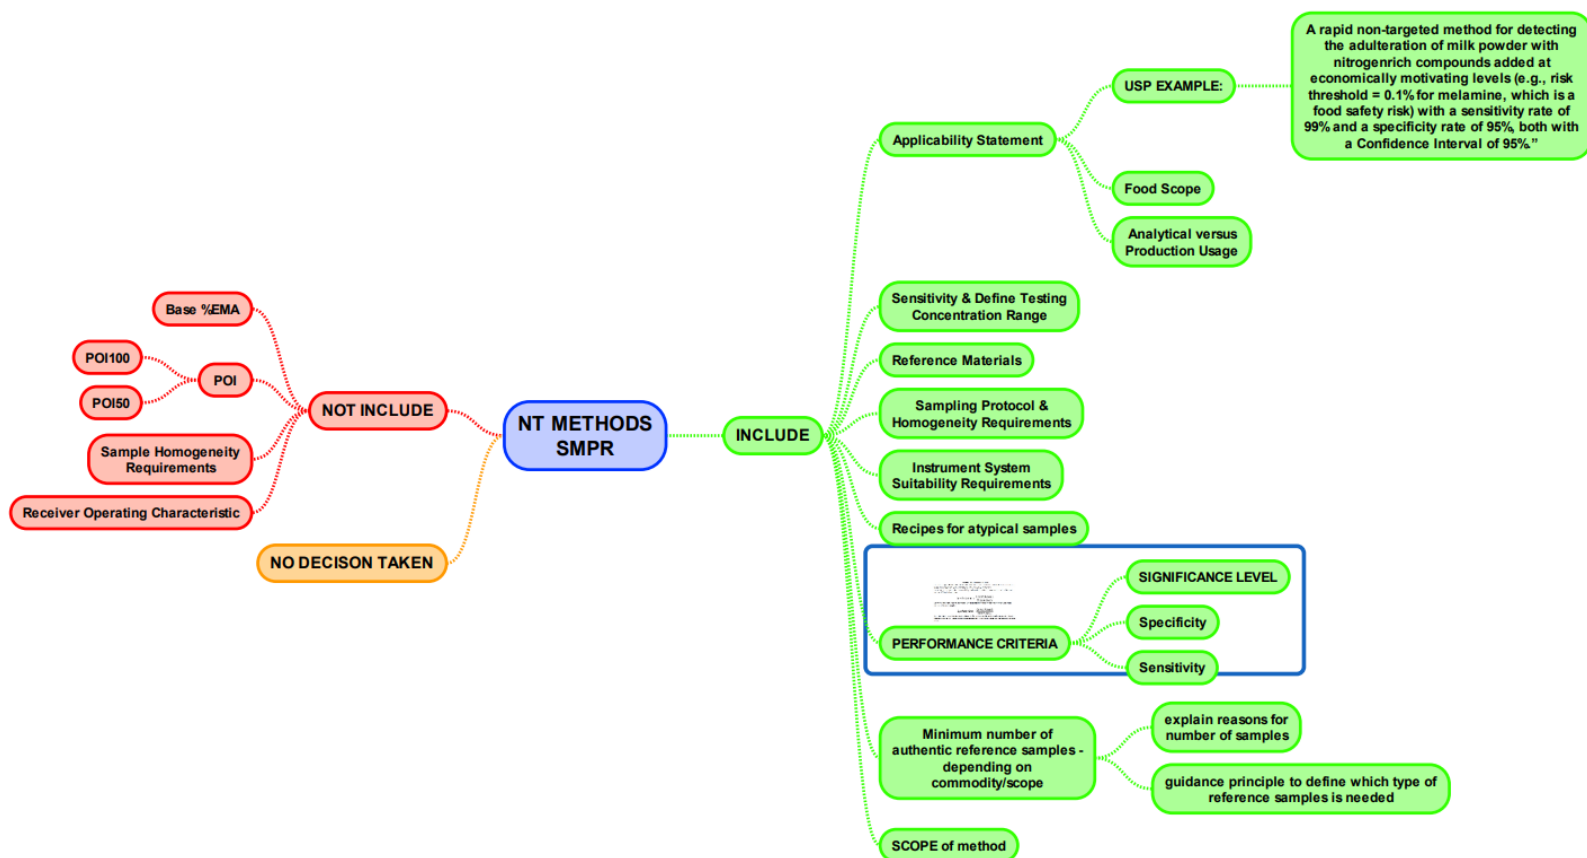 A rapid non-targeted method for detecting
the adulteration of milk powder with
nitrogenrich compounds added at
economically motivating levels (e.g., risk
threshold = 0.1% for melamine, which is a
food safety risk) with a sensitivity rate of
99% and a specificity rate of 95%, both with
a Confidence Interval of 95%.”
USP EXAMPLE:
Applicability Statement
Food Scope
Analytical versus
Production Usage
Sensitivity & Define Testing
Concentration Range
Reference Materials
Sampling Protocol &
Homogeneity Requirements
Instrument System
Suitability Requirements
Recipes for atypical samples
INCLUDE
NT METHODS
SMPR
NOT INCLUDE
Base %EMA
POI100
POI
POI50
Sample Homogeneity
Requirements
Receiver Operating Characteristic
NO DECISON TAKEN
SIGNIFICANCE LEVEL
Specificity
PERFORMANCE CRITERIA
Sensitivity
Minimum number of
authentic reference samples -
depending on
commodity/scope
explain reasons for
number of samples
guidance principle to define which type of
reference samples is needed
SCOPE of method